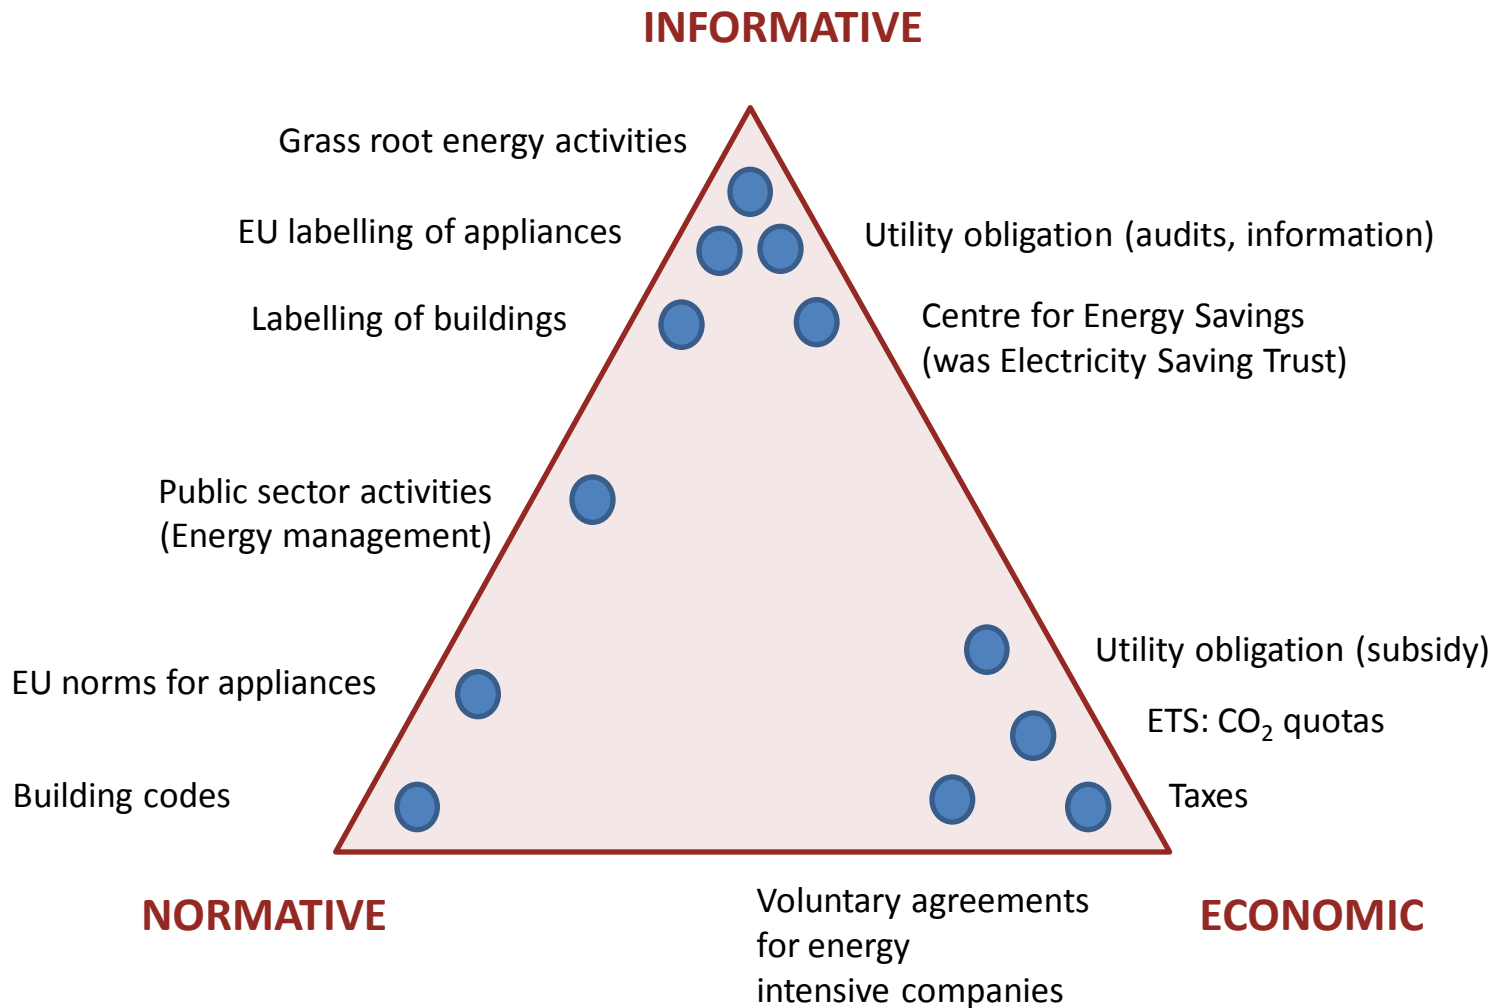 INFORMATIVE
Grass root energy activities
EU labelling of appliances
Utility obligation (audits, information)
Labelling of buildings
Centre for Energy Savings
(was Electricity Saving Trust)
Public sector activities
(Energy management)
Utility obligation (subsidy)
EU norms for appliances
ETS: CO₂ quotas
Building codes
Taxes
NORMATIVE
Voluntary agreements
for energy
intensive companies
ECONOMIC